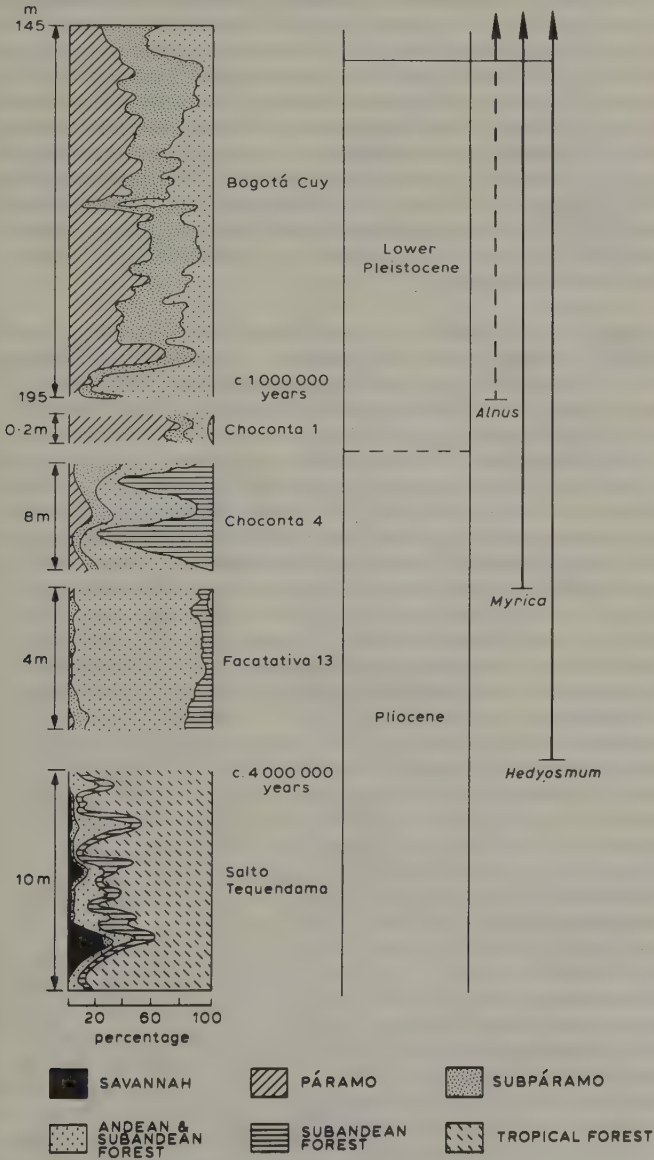 m
145
Bogotá Cuy
Lower
Pleistocene
195
c 1 000 000
years
Alnus
0·2m
Choconta 1
8m
Choconta 4
Myrica
4m
Facatativa 13
Pliocene
c. 4 000 000
years
Hedyosmum
10m
Salto
Tequendama
20 60 100
percentage
SAVANNAH
PÁRAMO
SUBPÁRAMO
ANDEAN &
SUBANDEAN
FOREST
SUBANDEAN
FOREST
TROPICAL FOREST